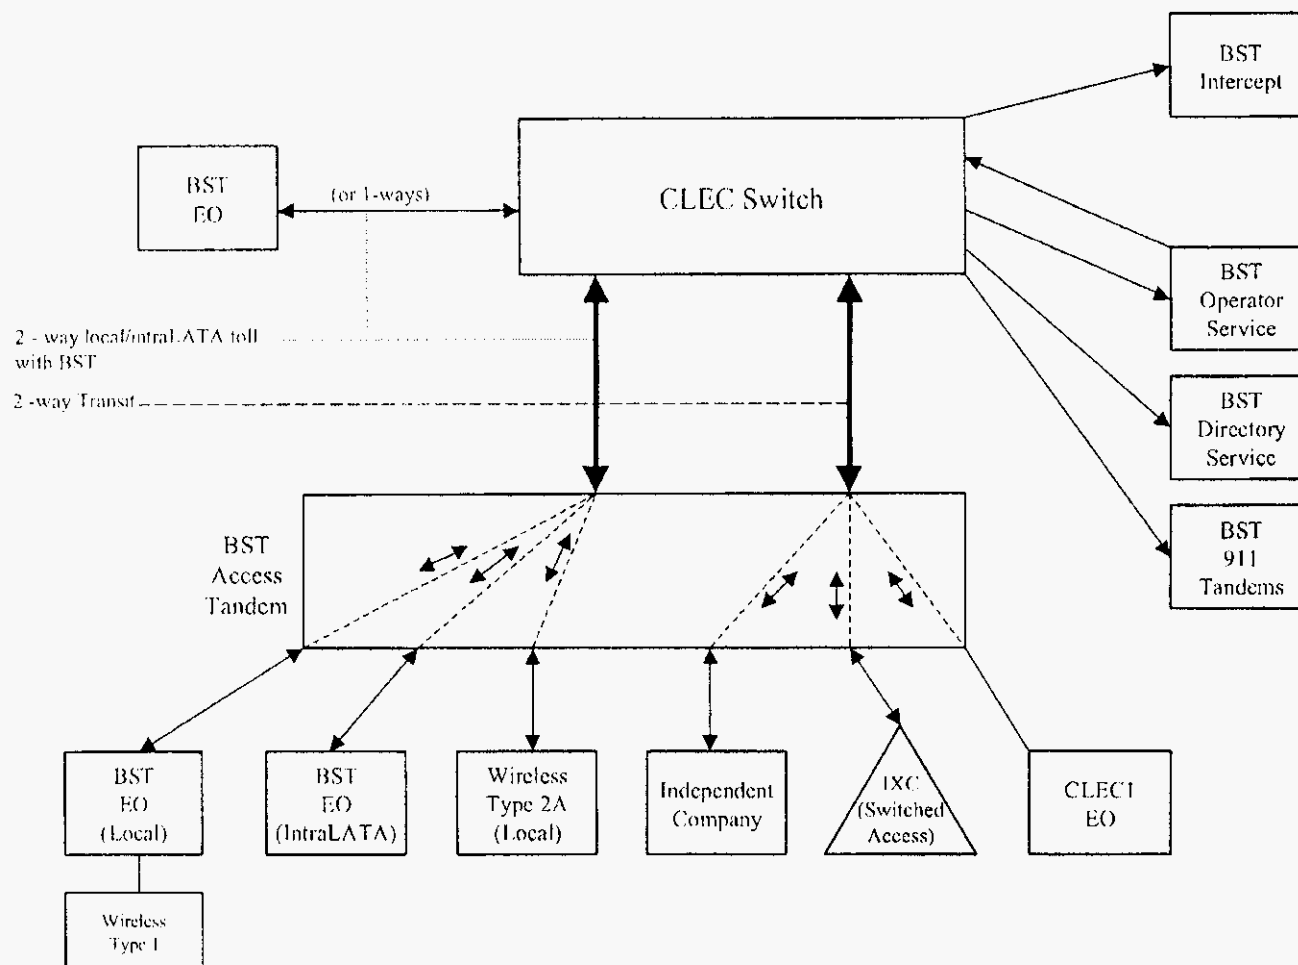 BST
Intercept
BST
EO
(or 1-ways)
CLEC Switch
BST
Operator
Service
2 - way local/intraLATA toll
with BST
2 -way Transit
BST
Directory
Service
BST
911
Tandems
BST
Access
Tandem
BST
EO
(Local)
BST
EO
(IntraLATA)
Wireless
Type 2A
(Local)
Independent
Company
IXC
(Switched
Access)
CLEC1
EO
Wireless
Type 1